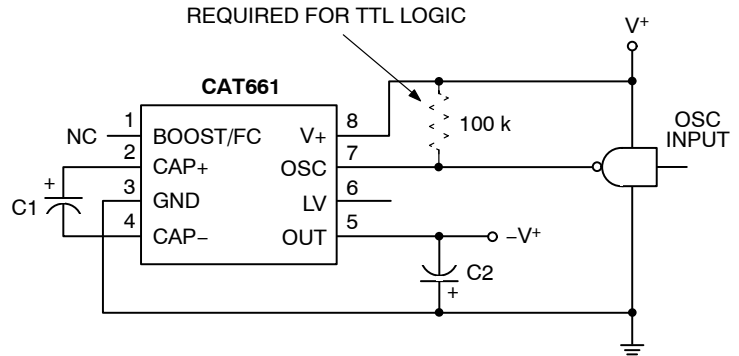 REQUIRED FOR TTL LOGIC
V+
CAT661
OSC
INPUT
100 k
NC
1
BOOST/FC
V+
8
2
CAP+
OSC
7
3
GND
LV
6
4
CAP−
OUT
5
+
C1
−V+
C2
+